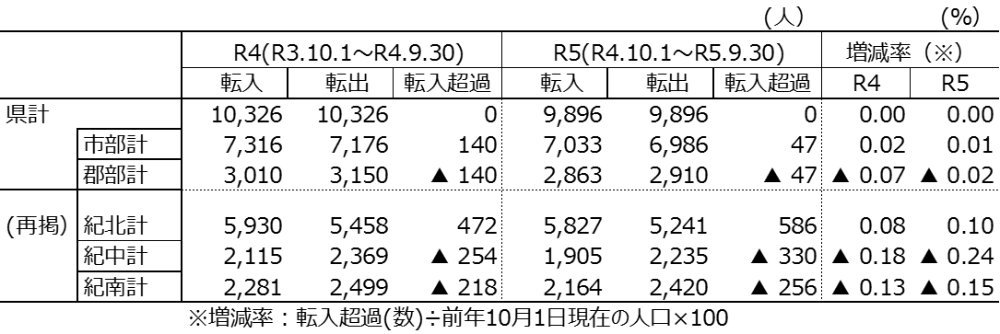 (人) (%)
R4(R3.10.1～R4.9.30) R5(R4.10.1～R5.9.30) 増減率（※）
転入 転出 転入超過 転入 転出 転入超過 R4 R5
県計 10,326 10,326 0 9,896 9,896 0 0.00 0.00
市部計 7,316 7,176 140 7,033 6,986 47 0.02 0.01
郡部計 3,010 3,150 ▲ 140 2,863 2,910 ▲ 47 ▲ 0.07 ▲ 0.02
(再掲) 紀北計 5,930 5,458 472 5,827 5,241 586 0.08 0.10
紀中計 2,115 2,369 ▲ 254 1,905 2,235 ▲ 330 ▲ 0.18 ▲ 0.24
紀南計 2,281 2,499 ▲ 218 2,164 2,420 ▲ 256 ▲ 0.13 ▲ 0.15
※増減率：転入超過(数)÷前年10月1日現在の人口×100